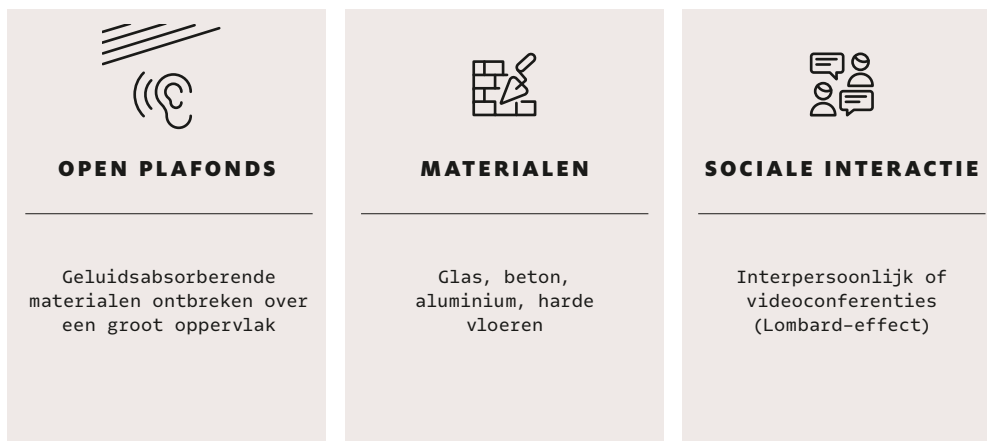 OPEN PLAFONDS
Geluidsabsorberende
materialen ontbreken over
een groot oppervlak
MATERIALEN
Glas, beton,
aluminium, harde
vloeren
SOCIALE INTERACTIE
Interpersoonlijk of
videoconferenties
(Lombard-effect)